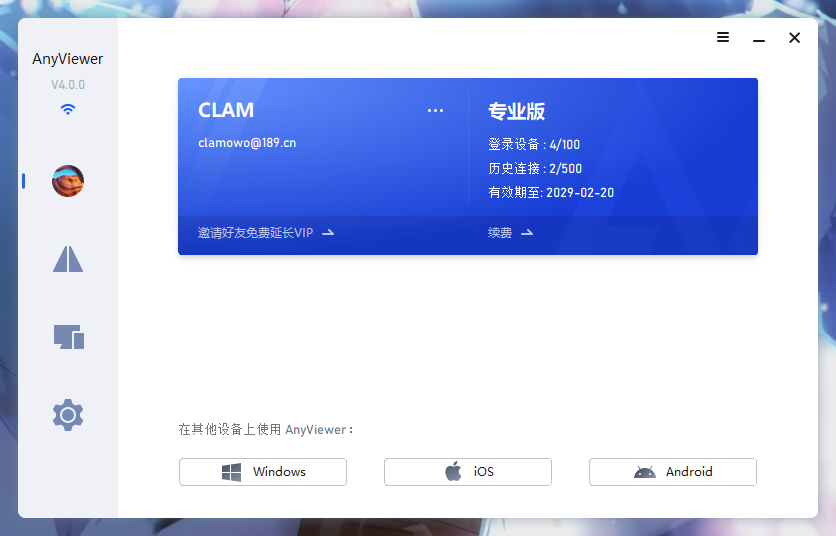 AnyViewer
V4.0.0
CLAM
clamowo@189.cn
邀请好友免费延长VIP
专业版
登录设备 : 4/100
历史连接 : 2/500
有效期至: 2029-02-20
续费
在其他设备上使用 AnyViewer :
Windows
iOS
Android